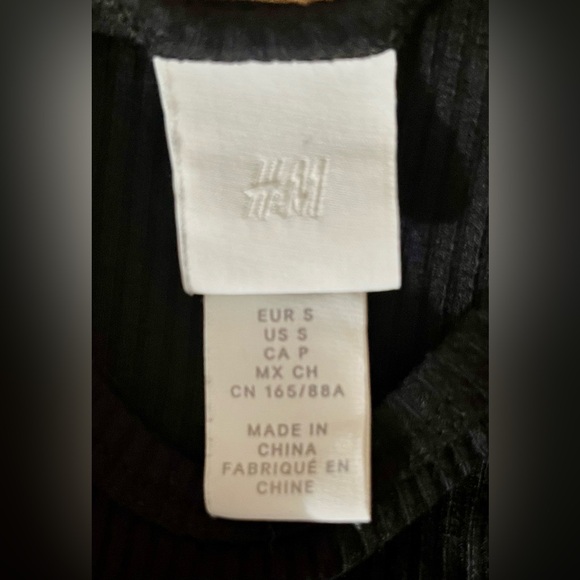 H&M
EUR S
US S
CA P
MX CH
CN 165/88A
MADE IN
CHINA
FABRIQUÉ EN
CHINE